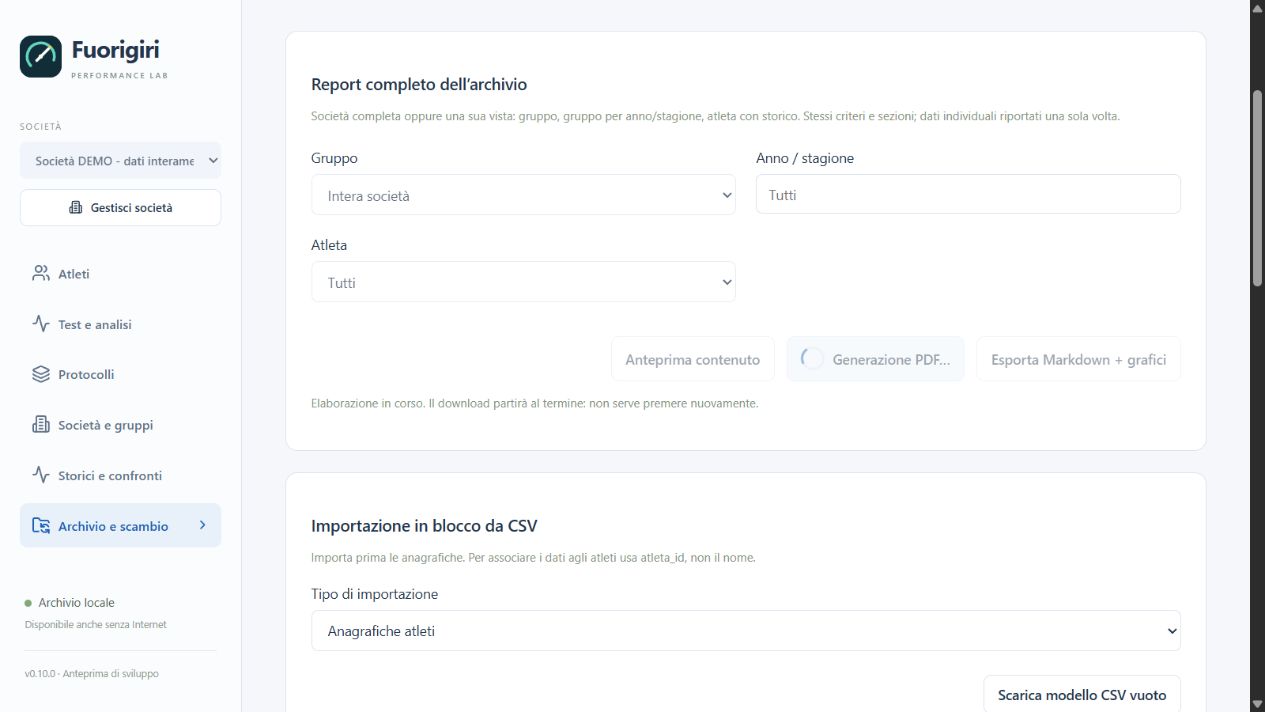 Fuorigiri
PERFORMANCE LAB
SOCIETÀ
Società DEMO - dati interame
Gestisci società
Atleti
Test e analisi
Protocolli
Società e gruppi
Storici e confronti
Archivio e scambio
Archivio locale
Disponibile anche senza Internet
v0.10.0 · Anteprima di sviluppo
Report completo dell’archivio
Società completa oppure una sua vista: gruppo, gruppo per anno/stagione, atleta con storico. Stessi criteri e sezioni; dati individuali riportati una sola volta.
Gruppo
Anno / stagione
Intera società
Tutti
Atleta
Tutti
Anteprima contenuto
Generazione PDF…
Esporta Markdown + grafici
Elaborazione in corso. Il download partirà al termine: non serve premere nuovamente.
Importazione in blocco da CSV
Importa prima le anagrafiche. Per associare i dati agli atleti usa atleta_id, non il nome.
Tipo di importazione
Anagrafiche atleti
Scarica modello CSV vuoto